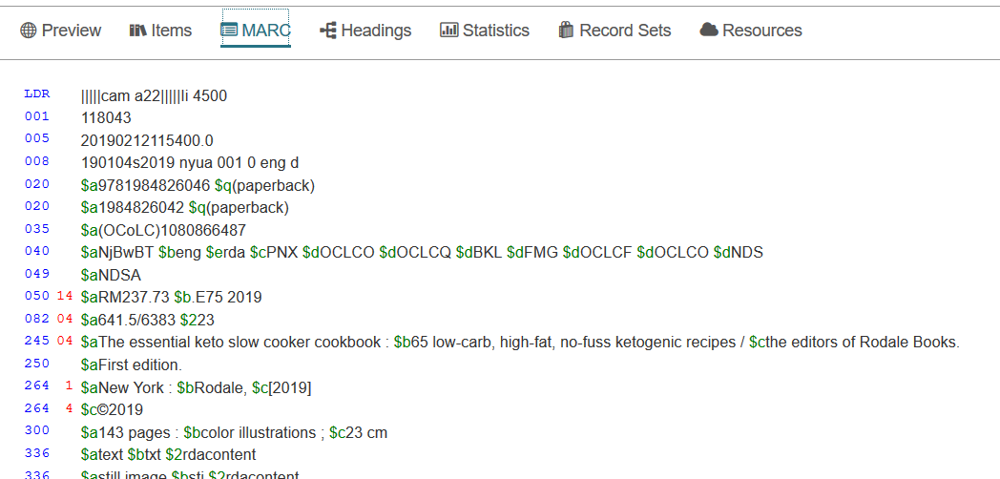 Preview Items MARC Headings Statistics Record Sets Resources
LDR |||||cam a22|||||li 4500
001 118043
005 20190212115400.0
008 190104s2019 nyua 001 0 eng d
020 $a9781984826046 $q(paperback)
020 $a1984826042 $q(paperback)
035 $a(OCoLC)1080866487
040 $aNjBwBT $beng $erda $cPNX $dOCLCO $dOCLCQ $dBKL $dFMG $dOCLCF $dOCLCO $dNDS
049 $aNDSA
050 14 $aRM237.73 $b.E75 2019
082 04 $a641.5/6383 $223
245 04 $aThe essential keto slow cooker cookbook : $b65 low-carb, high-fat, no-fuss ketogenic recipes / $cthe editors of Rodale Books.
250 $aFirst edition.
264 1 $aNew York : $bRodale, $c[2019]
264 4 $c©2019
300 $a143 pages : $bcolor illustrations ; $c23 cm
336 $atext $btxt $2rdacontent
336 $astill image $bsti $2rdacontent